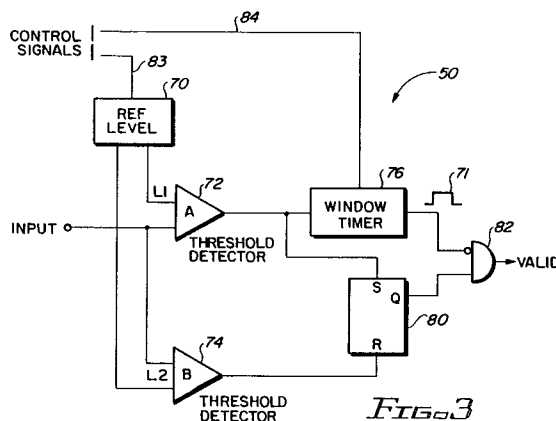 CONTROL
SIGNALS
84
83
70
REF
LEVEL
50
L1
72
A
76
WINDOW
TIMER
71
82
INPUT
THRESHOLD
DETECTOR
VALID
S
Q
80
R
74
L2
B
THRESHOLD
DETECTOR
FIG. 3